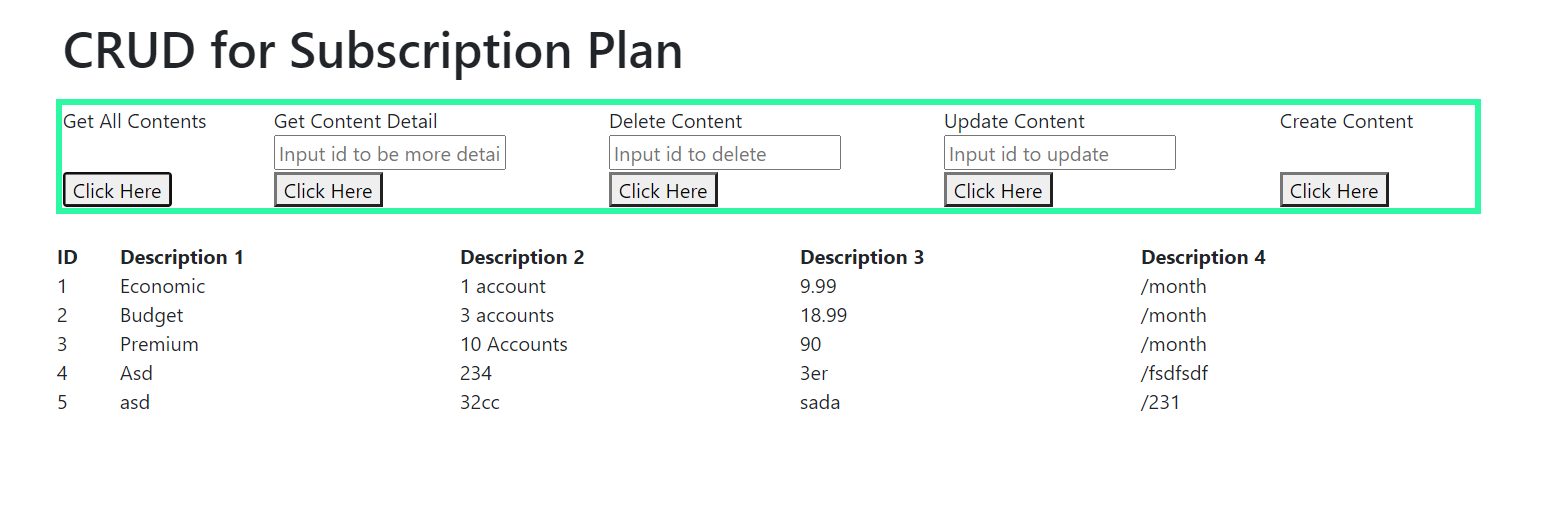 CRUD for Subscription Plan
Get All Contents Get Content Detail Delete Content Update Content Create Content
Input id to be more detai Input id to delete Input id to update
Click Here Click Here Click Here Click Here Click Here
ID Description 1 Description 2 Description 3 Description 4
1 Economic 1 account 9.99 /month
2 Budget 3 accounts 18.99 /month
3 Premium 10 Accounts 90 /month
4 Asd 234 3er /fsdfsdf
5 asd 32cc sada /231